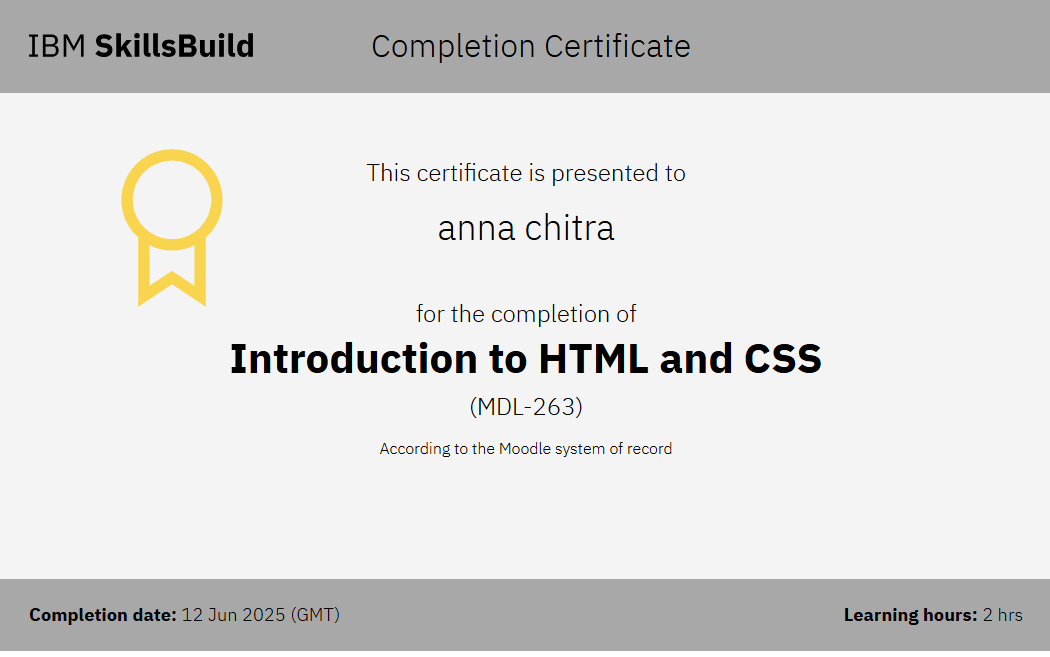 IBM SkillsBuild
Completion Certificate
This certificate is presented to
anna chitra
for the completion of
Introduction to HTML and CSS
(MDL-263)
According to the Moodle system of record
Completion date: 12 Jun 2025 (GMT)
Learning hours: 2 hrs